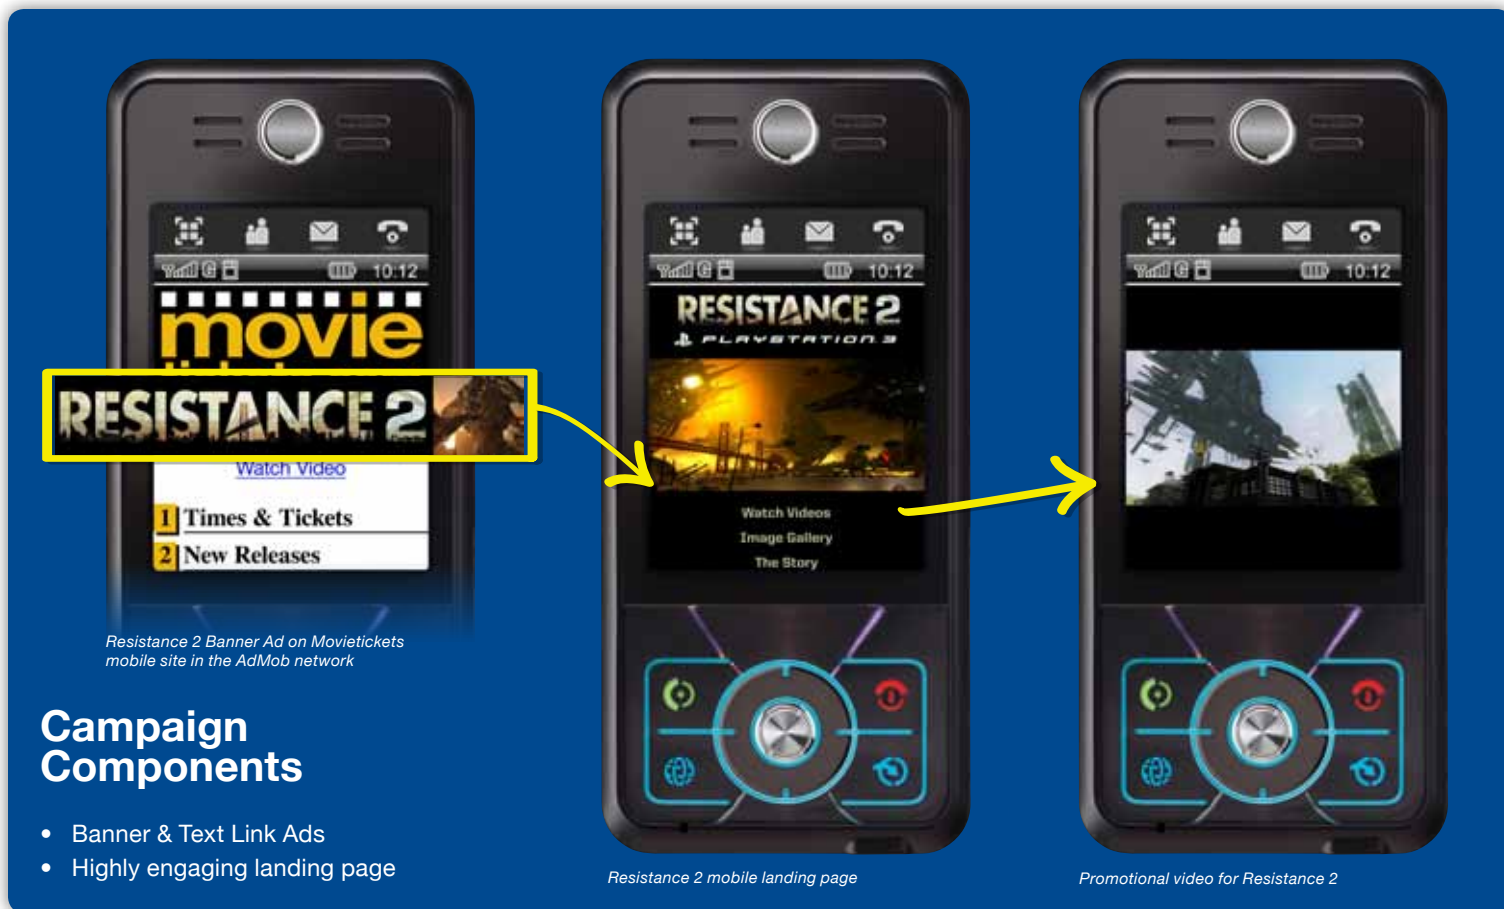 10:12
movie
RESISTANCE 2
Watch Video
1 Times & Tickets
2 New Releases
Resistance 2 Banner Ad on Movietickets
mobile site in the AdMob network
Campaign
Components
• Banner & Text Link Ads
• Highly engaging landing page
10:12
RESISTANCE 2
PLAYSTATION 3
Watch Videos
Image Gallery
The Story
Resistance 2 mobile landing page
10:12
Promotional video for Resistance 2